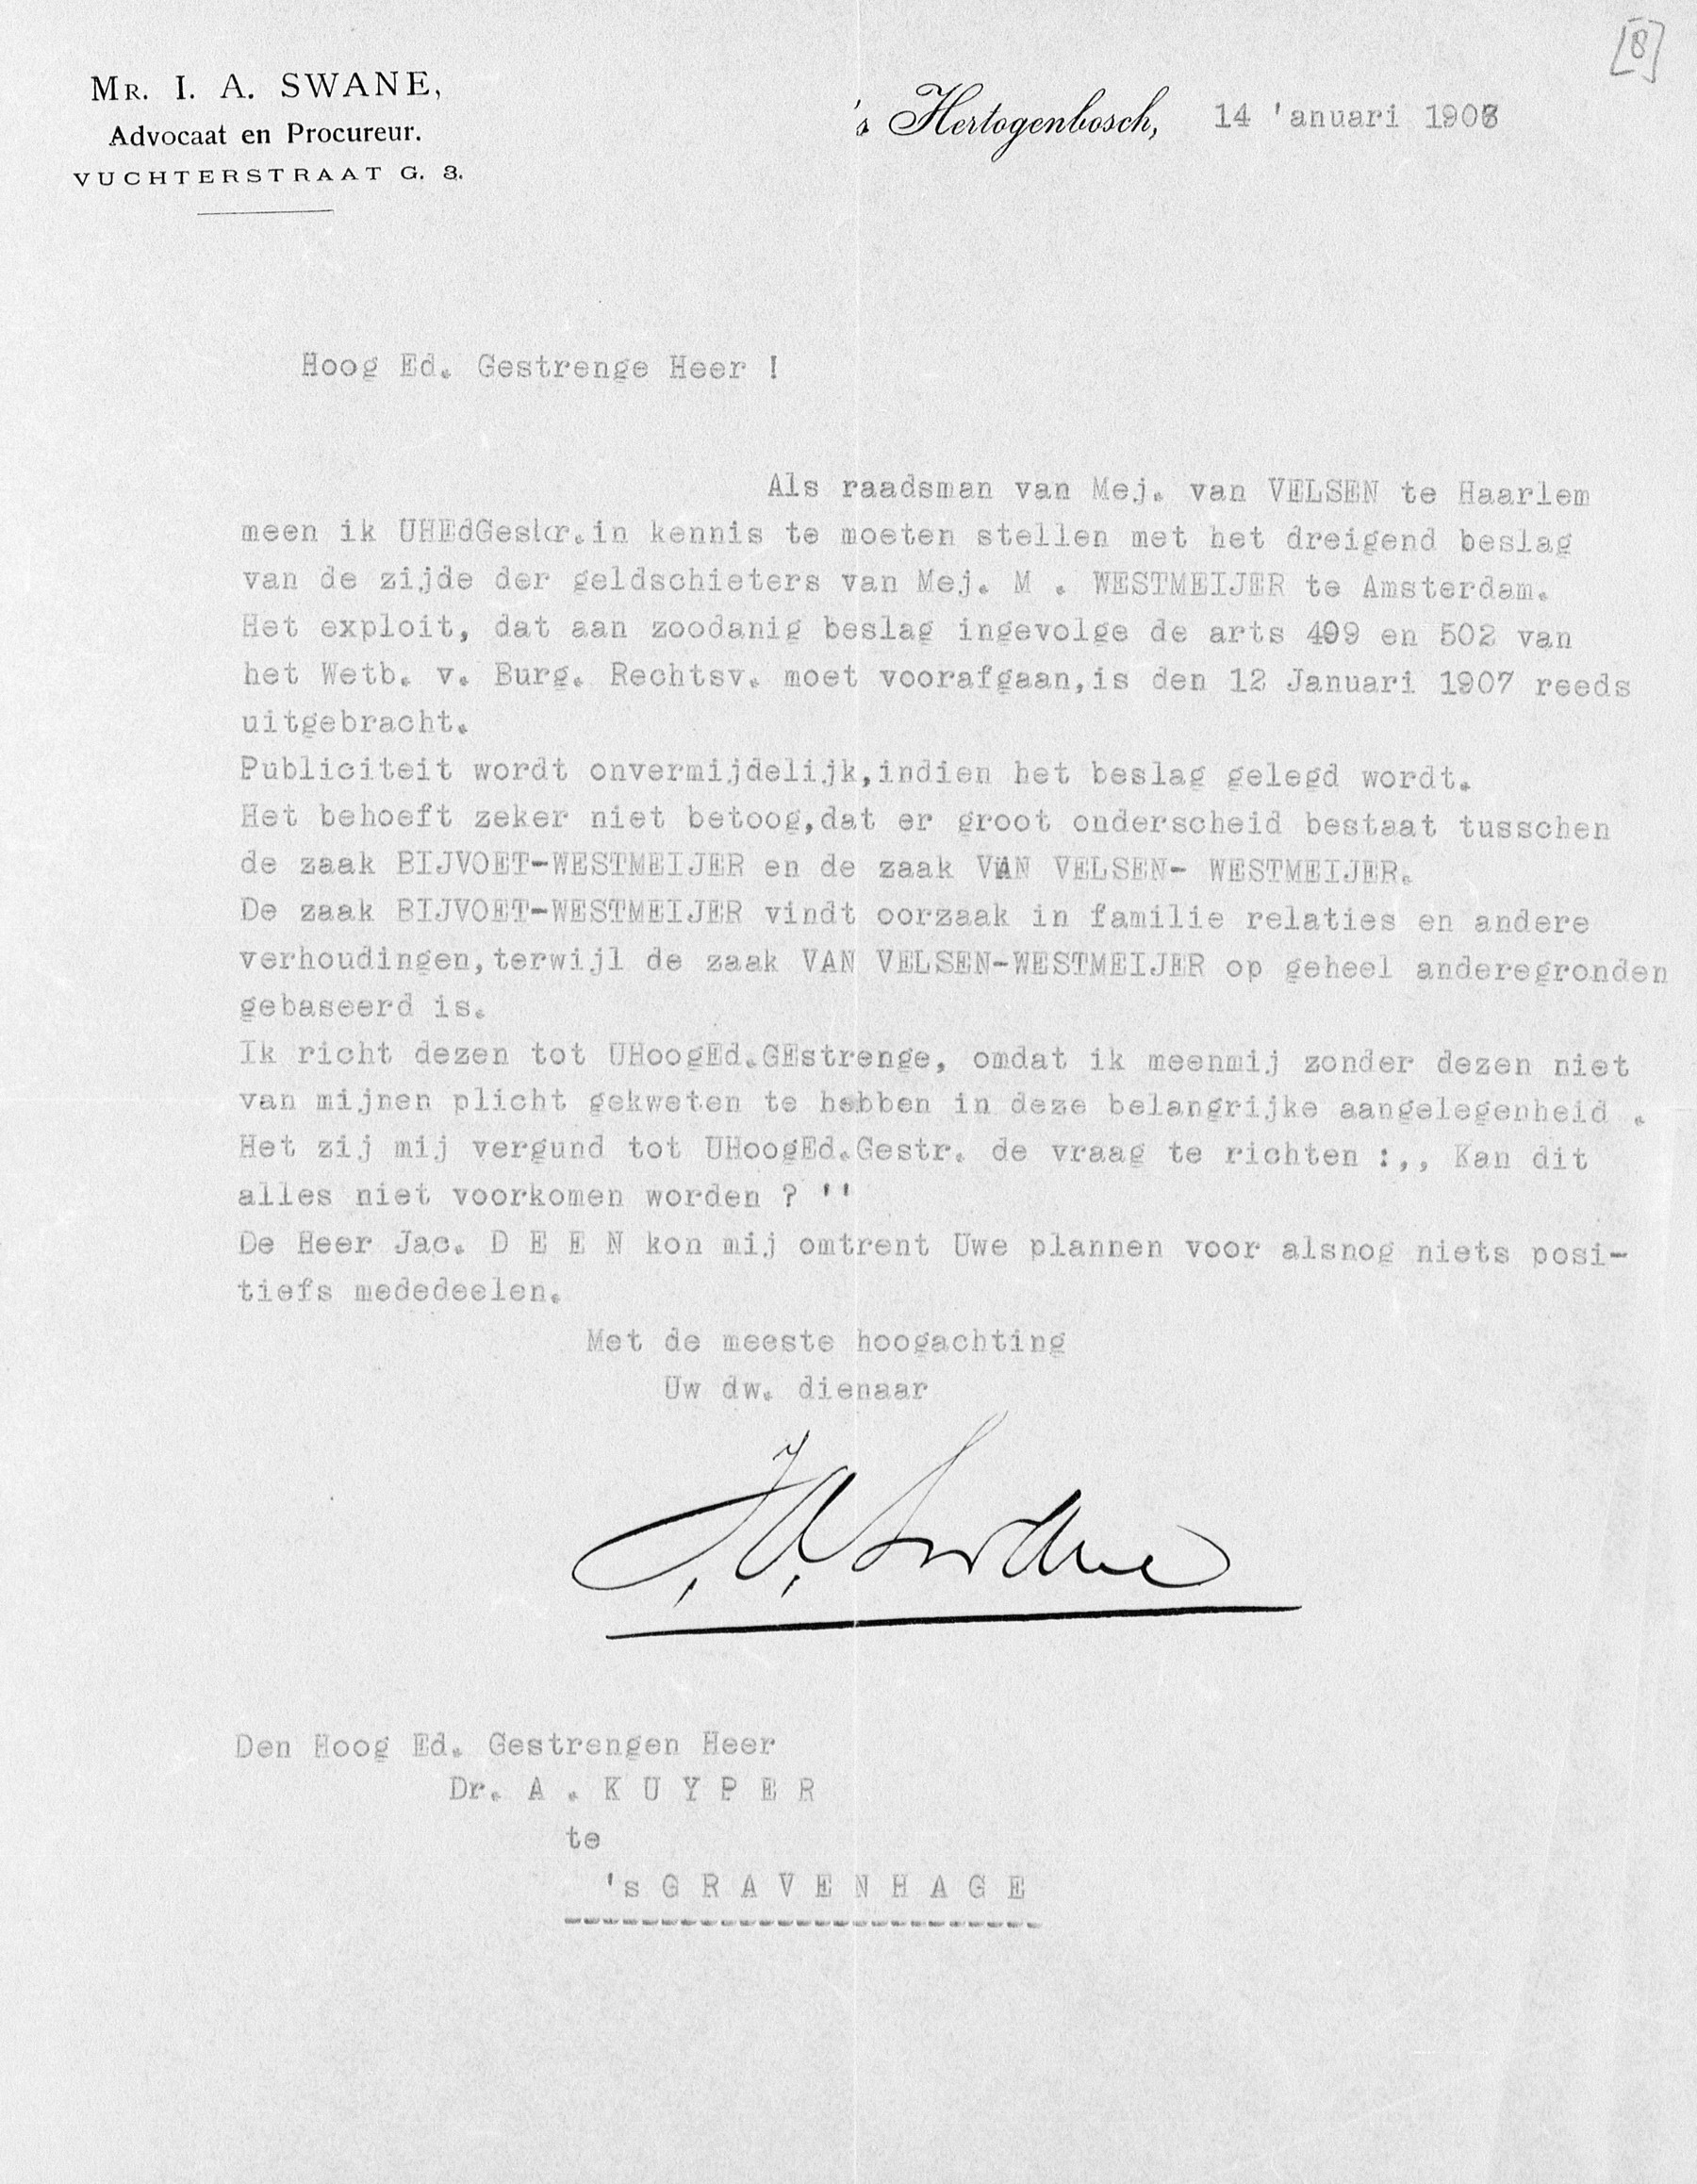 [8]
MR. I. A. SWANE,
Advocaat en Procureur.
VUCHTERSTRAAT G. 3.
's Hertogenbosch, 14 'anuari 190
Hoog Ed. Gestrenge Heer !
Als raadsman van Mej. van VELSEN te Haarlem
meen ik UHEdGestr.in kennis te moeten stellen met het dreigend beslag
van de zijde der geldschieters van Mej. M . WESTMEIJER te Amsterdam.
Het exploit, dat aan zoodanig beslag ingevolge de arts 499 en 502 van
het Wetb. v. Burg. Rechtsv. moet voorafgaan,is den 12 Januari 1907 reeds
uitgebracht.
Publiciteit wordt onvermijdelijk,indien het beslag gelegd wordt.
Het behoeft zeker niet betoog,dat er groot onderscheid bestaat tusschen
de zaak BIJVOET-WESTMEIJER en de zaak VAN VELSEN- WESTMEIJER.
De zaak BIJVOET-WESTMEIJER vindt oorzaak in familie relaties en andere
verhoudingen,terwijl de zaak VAN VELSEN-WESTMEIJER op geheel anderegronden
gebaseerd is.
Ik richt dezen tot UHoogEd.GEstrenge, omdat ik meenmij zonder dezen niet
van mijnen plicht gekweten te hebben in deze belangrijke aangelegenheid .
Het zij mij vergund tot UHoogEd.Gestr. de vraag te richten :,, Kan dit
alles niet voorkomen worden ? ''
De Heer Jac. D E E N kon mij omtrent Uwe plannen voor alsnog niets posi-
tiefs mededeelen.
Met de meeste hoogachting
Uw dw. dienaar
I. A. Swane
Den Hoog Ed. Gestrengen Heer
Dr. A . K U Y P E R
te
's G R A V E N H A G E